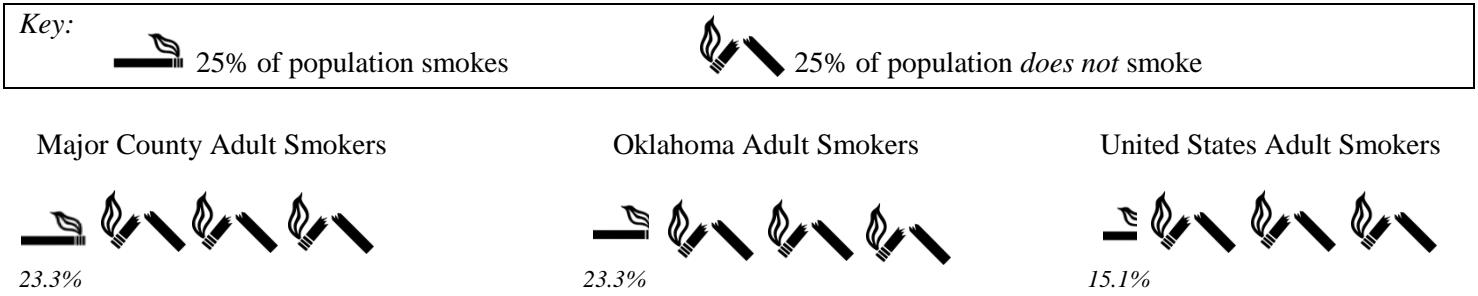 Key:
25% of population smokes
25% of population does not smoke
Major County Adult Smokers
Oklahoma Adult Smokers
United States Adult Smokers
23.3%
23.3%
15.1%